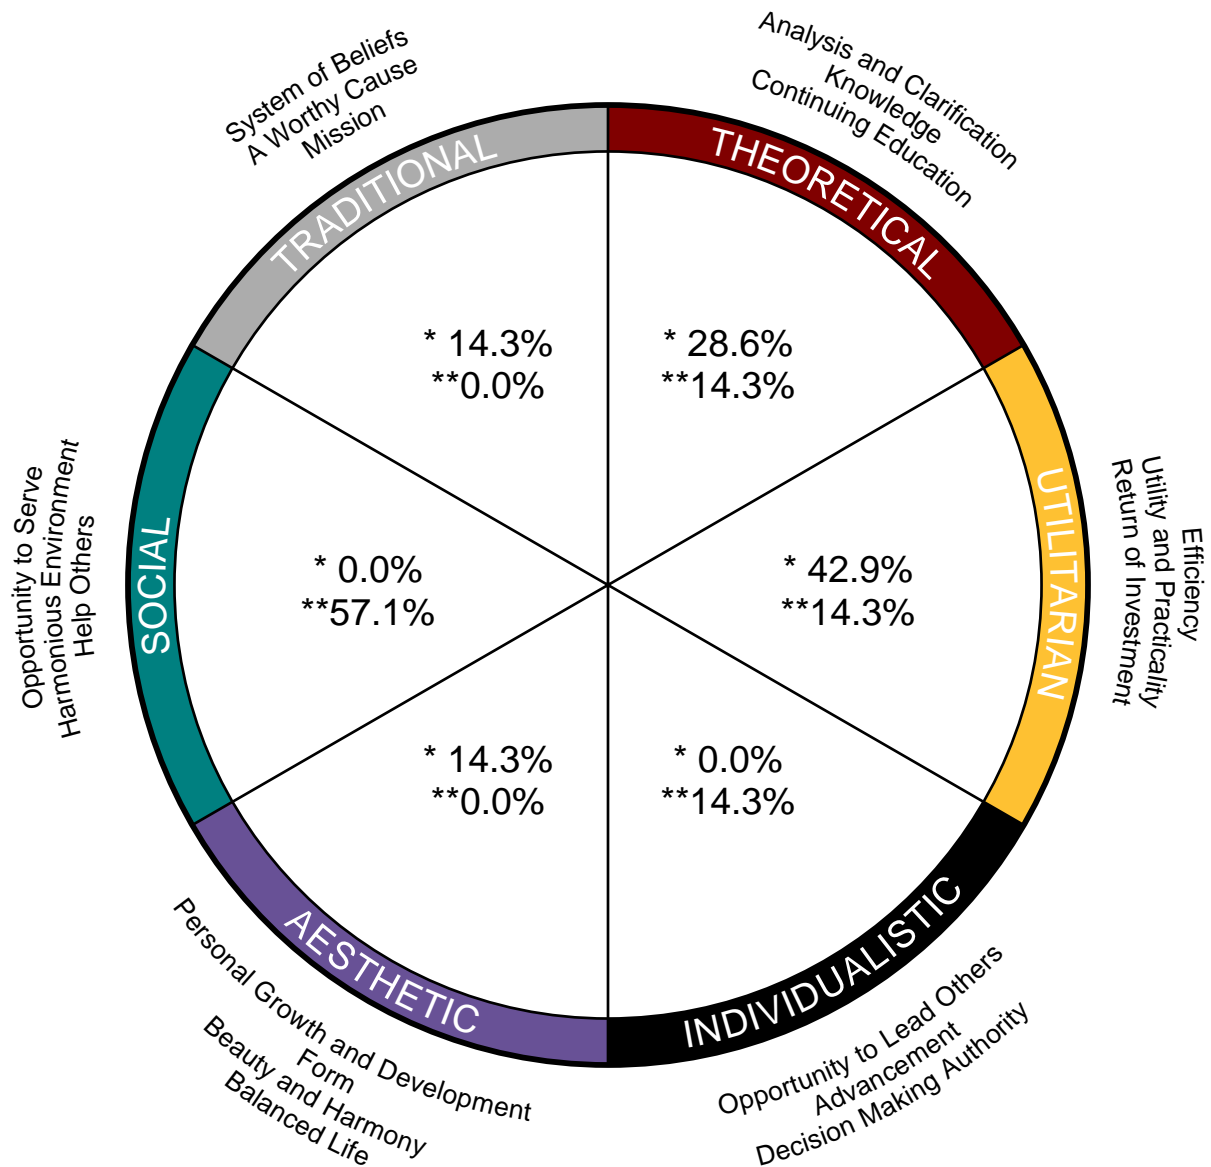 System of Beliefs
A Worthy Cause
Mission
TRADITIONAL
* 14.3%
**0.0%
Analysis and Clarification
Knowledge
Continuing Education
THEORETICAL
* 28.6%
**14.3%
Efficiency
Utility and Practicality
Return of Investment
UTILITARIAN
* 42.9%
**14.3%
Opportunity to Serve
Harmonious Environment
Help Others
SOCIAL
* 0.0%
**57.1%
* 14.3%
**0.0%
AESTHETIC
Personal Growth and Development
Form
Beauty and Harmony
Balanced Life
* 0.0%
**14.3%
INDIVIDUALISTIC
Opportunity to Lead Others
Advancement
Decision Making Authority